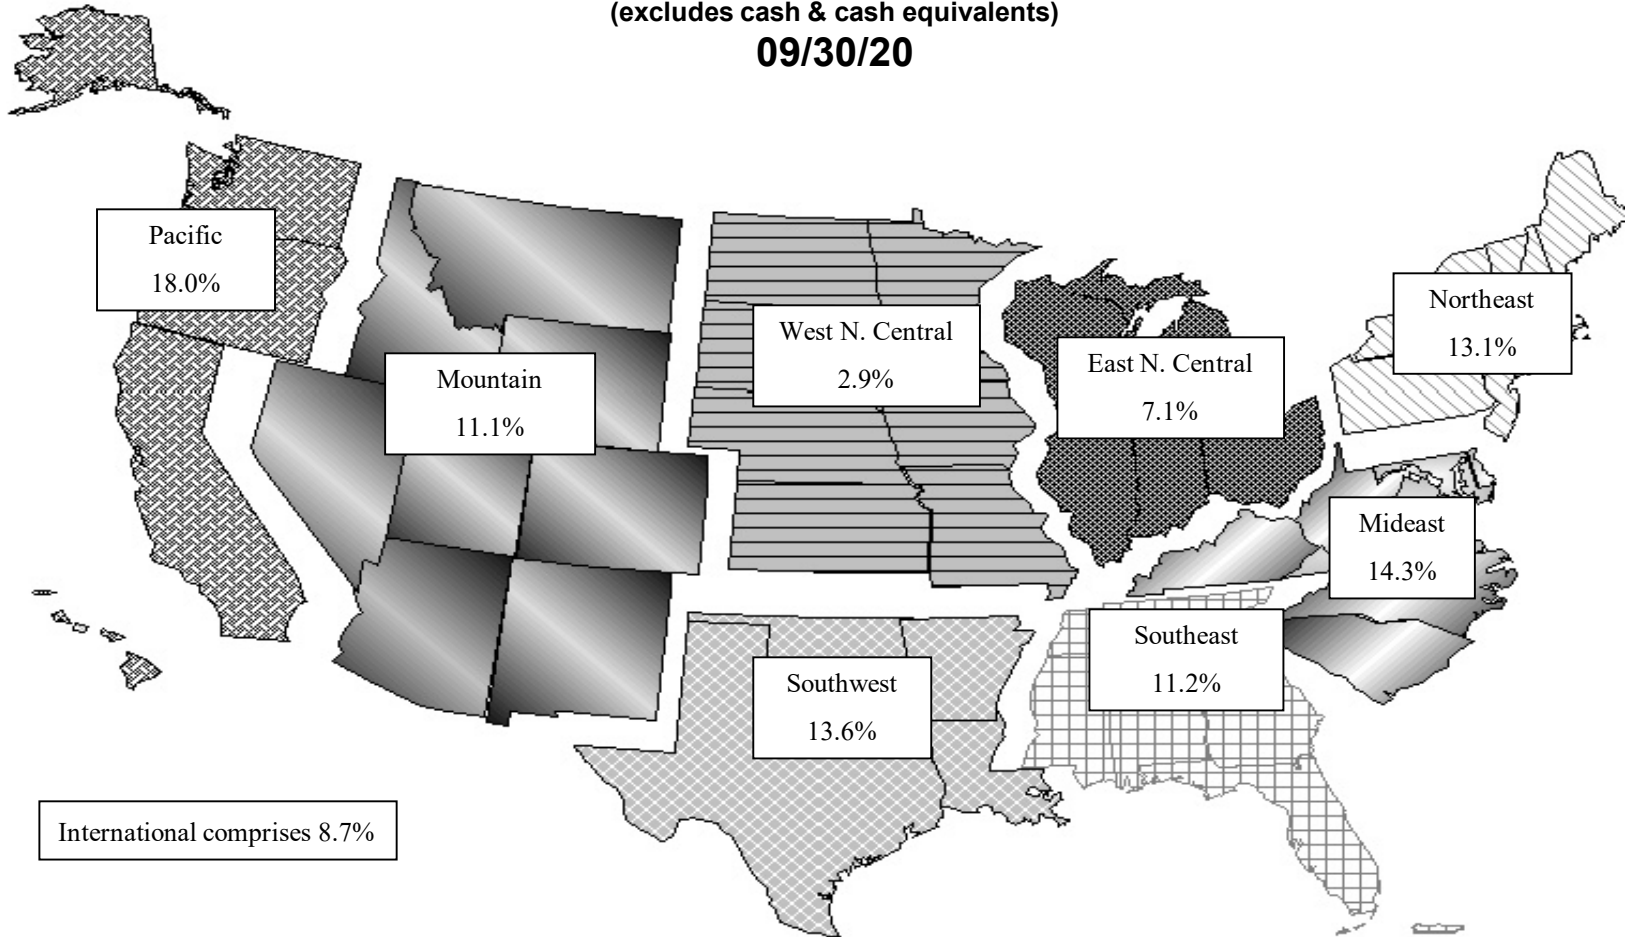 (excludes cash & cash equivalents)
09/30/20
Pacific
18.0%
Mountain
11.1%
West N. Central
2.9%
East N. Central
7.1%
Northeast
13.1%
Mideast
14.3%
Southeast
11.2%
Southwest
13.6%
International comprises 8.7%